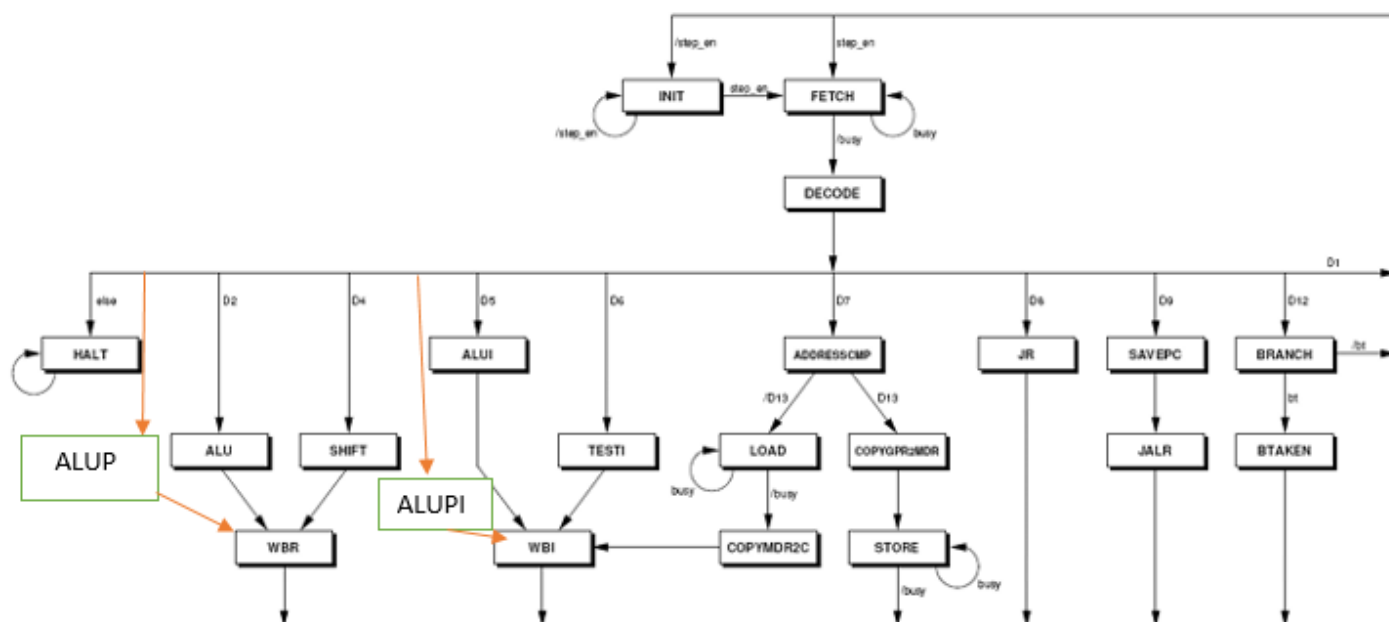 /step_en
step_en
INIT
step_en
FETCH
/step_en
busy
/busy
DECODE
D1
else
D2
D4
D5
D6
D7
D8
D9
D12
HALT
ALUI
ADDRESSCMP
JR
SAVEPC
BRANCH
/bt
/D13
D13
bt
ALUP
ALU
SHIFT
TESTI
LOAD
COPYGPR2MDR
JALR
BTAKEN
busy
/busy
ALUPI
WBR
WBI
COPYMDR2C
STORE
busy
/busy